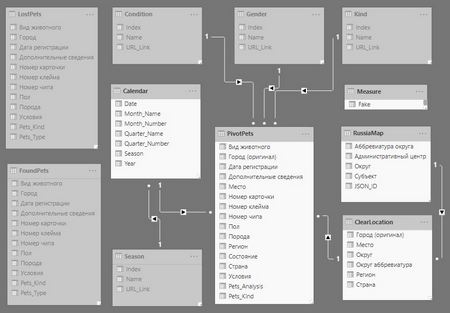 LostPets
Вид животного
Город
Дата регистрации
Дополнительные сведения
Номер карточки
Номер клейма
Номер чипа
Пол
Порода
Условия
Pets_Kind
Pets_Type
Condition
Index
Name
URL_Link
Gender
Index
Name
URL_Link
Kind
Index
Name
URL_Link
1
1
1
Calendar
Date
Month_Name
Month_Number
Quarter_Name
Quarter_Number
Season
Year
Measure
Fake
PivotPets
Вид животного
Город (оригинал)
Дата регистрации
Дополнительные сведения
Место
Номер карточки
Номер клейма
Номер чипа
Пол
Порода
Регион
Состояние
Страна
Условия
Pets_Analysis
Pets_Kind
RussiaMap
Аббревиатура округа
Административный центр
Округ
Субъект
JSON_ID
1
FoundPets
Вид животного
Город
Дата регистрации
Дополнительные сведения
Номер карточки
Номер клейма
Номер чипа
Пол
Порода
Условия
Pets_Kind
Pets_Type
1
1
Season
Index
Name
URL_Link
ClearLocation
Город (оригинал)
Место
Округ
Округ аббревиатура
Регион
Страна
1